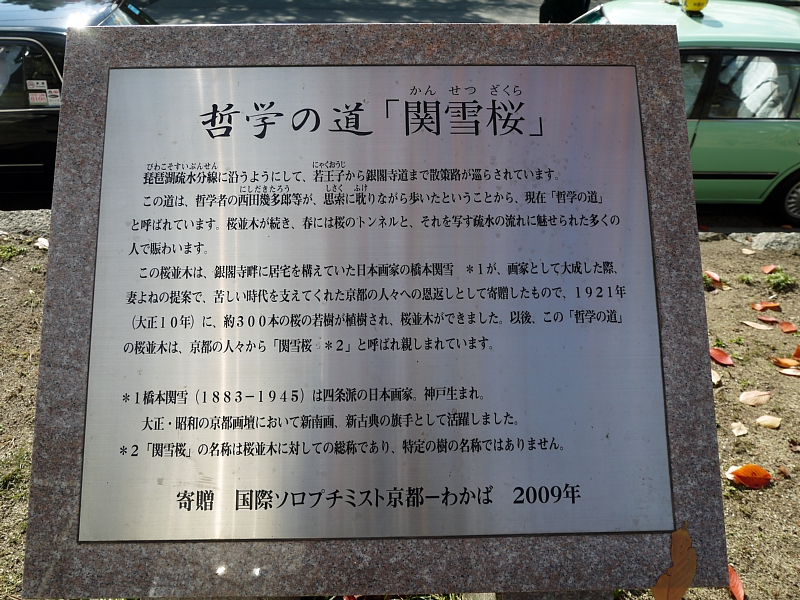 哲学の道「関雪桜」
かん せつ ざくら
びわこそすいぶんせん にゃくおうじ
琵琶湖疏水分線に沿うようにして、若王子から銀閣寺道まで散策路が巡らされています。
にしだきたろう しさく ふけ
この道は、哲学者の西田幾多郎等が、思索に耽りながら歩いたということから、現在「哲学の道」
と呼ばれています。桜並木が続き、春には桜のトンネルと、それを写す疏水の流れに魅せられた多くの
人で賑わいます。
この桜並木は、銀閣寺畔に居宅を構えていた日本画家の橋本関雪 *1が、画家として大成した際、
妻よねの提案で、苦しい時代を支えてくれた京都の人々への恩返しとして寄贈したもので、1921年
(大正10年)に、約300本の桜の若樹が植樹され、桜並木ができました。以後、この「哲学の道」
の桜並木は、京都の人々から「関雪桜 *2」と呼ばれ親しまれています。
*1橋本関雪(1883-1945)は四条派の日本画家。神戸生まれ。
大正・昭和の京都画壇において新南画、新古典の旗手として活躍しました。
*2「関雪桜」の名称は桜並木に対しての総称であり、特定の樹の名称ではありません。
寄贈 国際ソロプチミスト京都-わかば 2009年